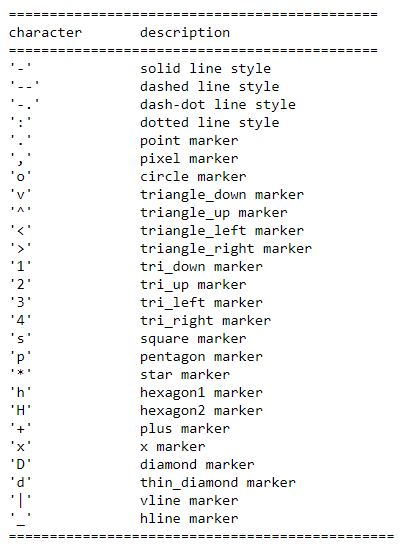 =============================================
character description
=============================================
'-' solid line style
'--' dashed line style
'-.' dash-dot line style
':' dotted line style
'.' point marker
',' pixel marker
'o' circle marker
'v' triangle_down marker
'^' triangle_up marker
'<' triangle_left marker
'>' triangle_right marker
'1' tri_down marker
'2' tri_up marker
'3' tri_left marker
'4' tri_right marker
's' square marker
'p' pentagon marker
'*' star marker
'h' hexagon1 marker
'H' hexagon2 marker
'+' plus marker
'x' x marker
'D' diamond marker
'd' thin_diamond marker
'|' vline marker
'_' hline marker
===============================================